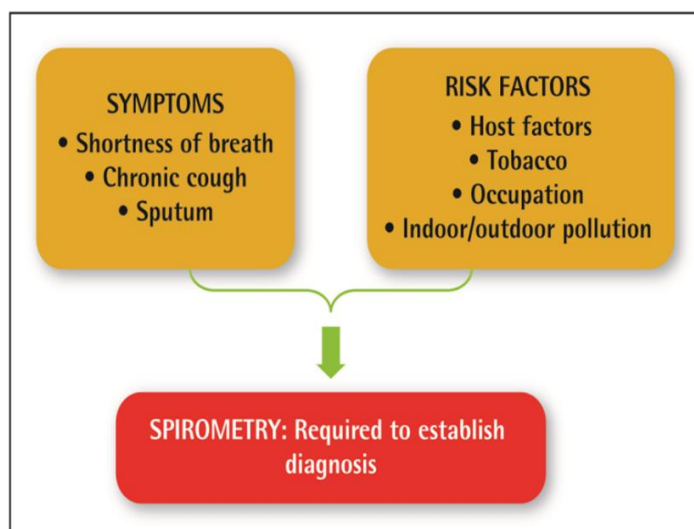 SYMPTOMS
• Shortness of breath
• Chronic cough
• Sputum
RISK FACTORS
• Host factors
• Tobacco
• Occupation
• Indoor/outdoor pollution
SPIROMETRY: Required to establish
diagnosis